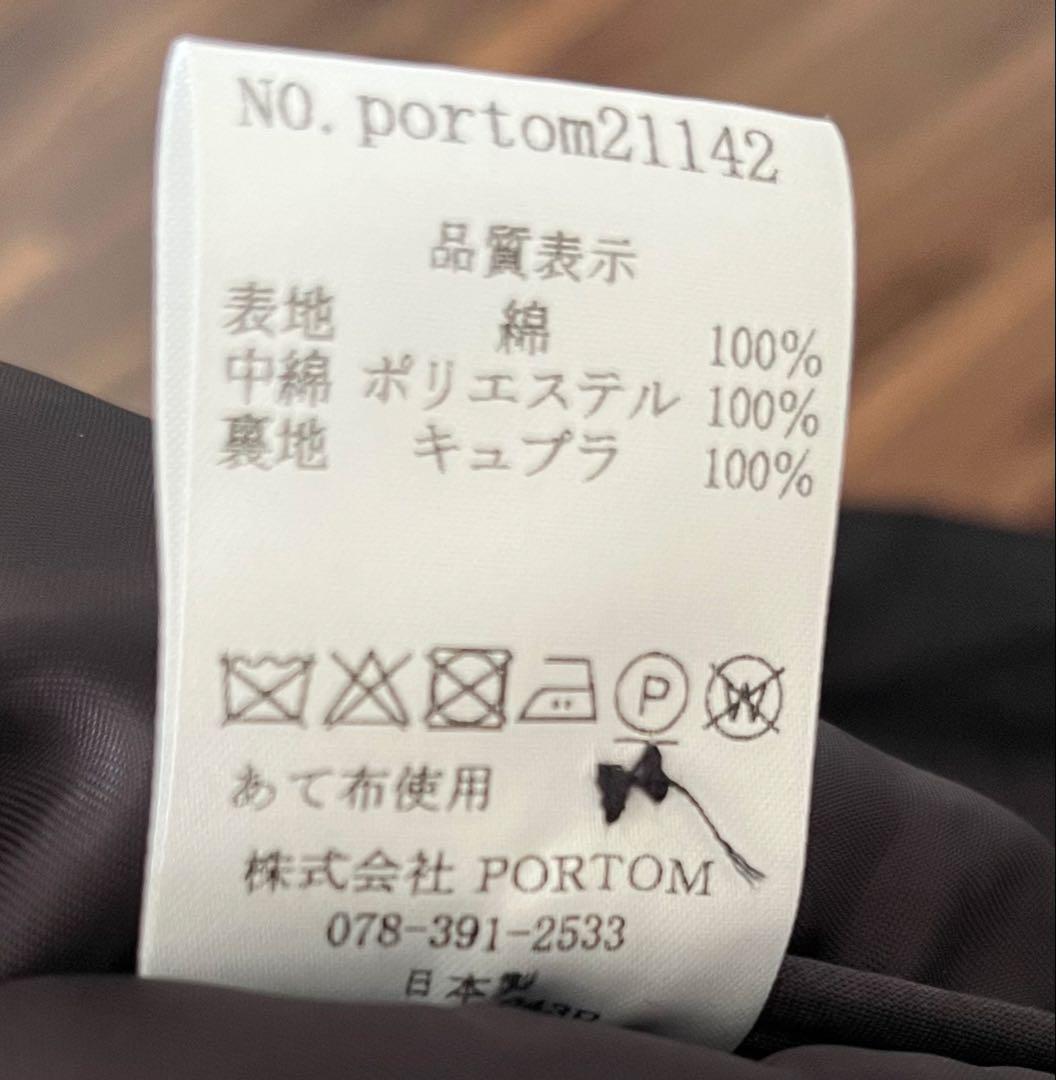 NO. portom21142
品質表示
表地 綿 100%
中綿 ポリエステル 100%
裏地 キュプラ 100%
P W
あて布使用
株式会社 PORTOM
078-391-2533
日本製